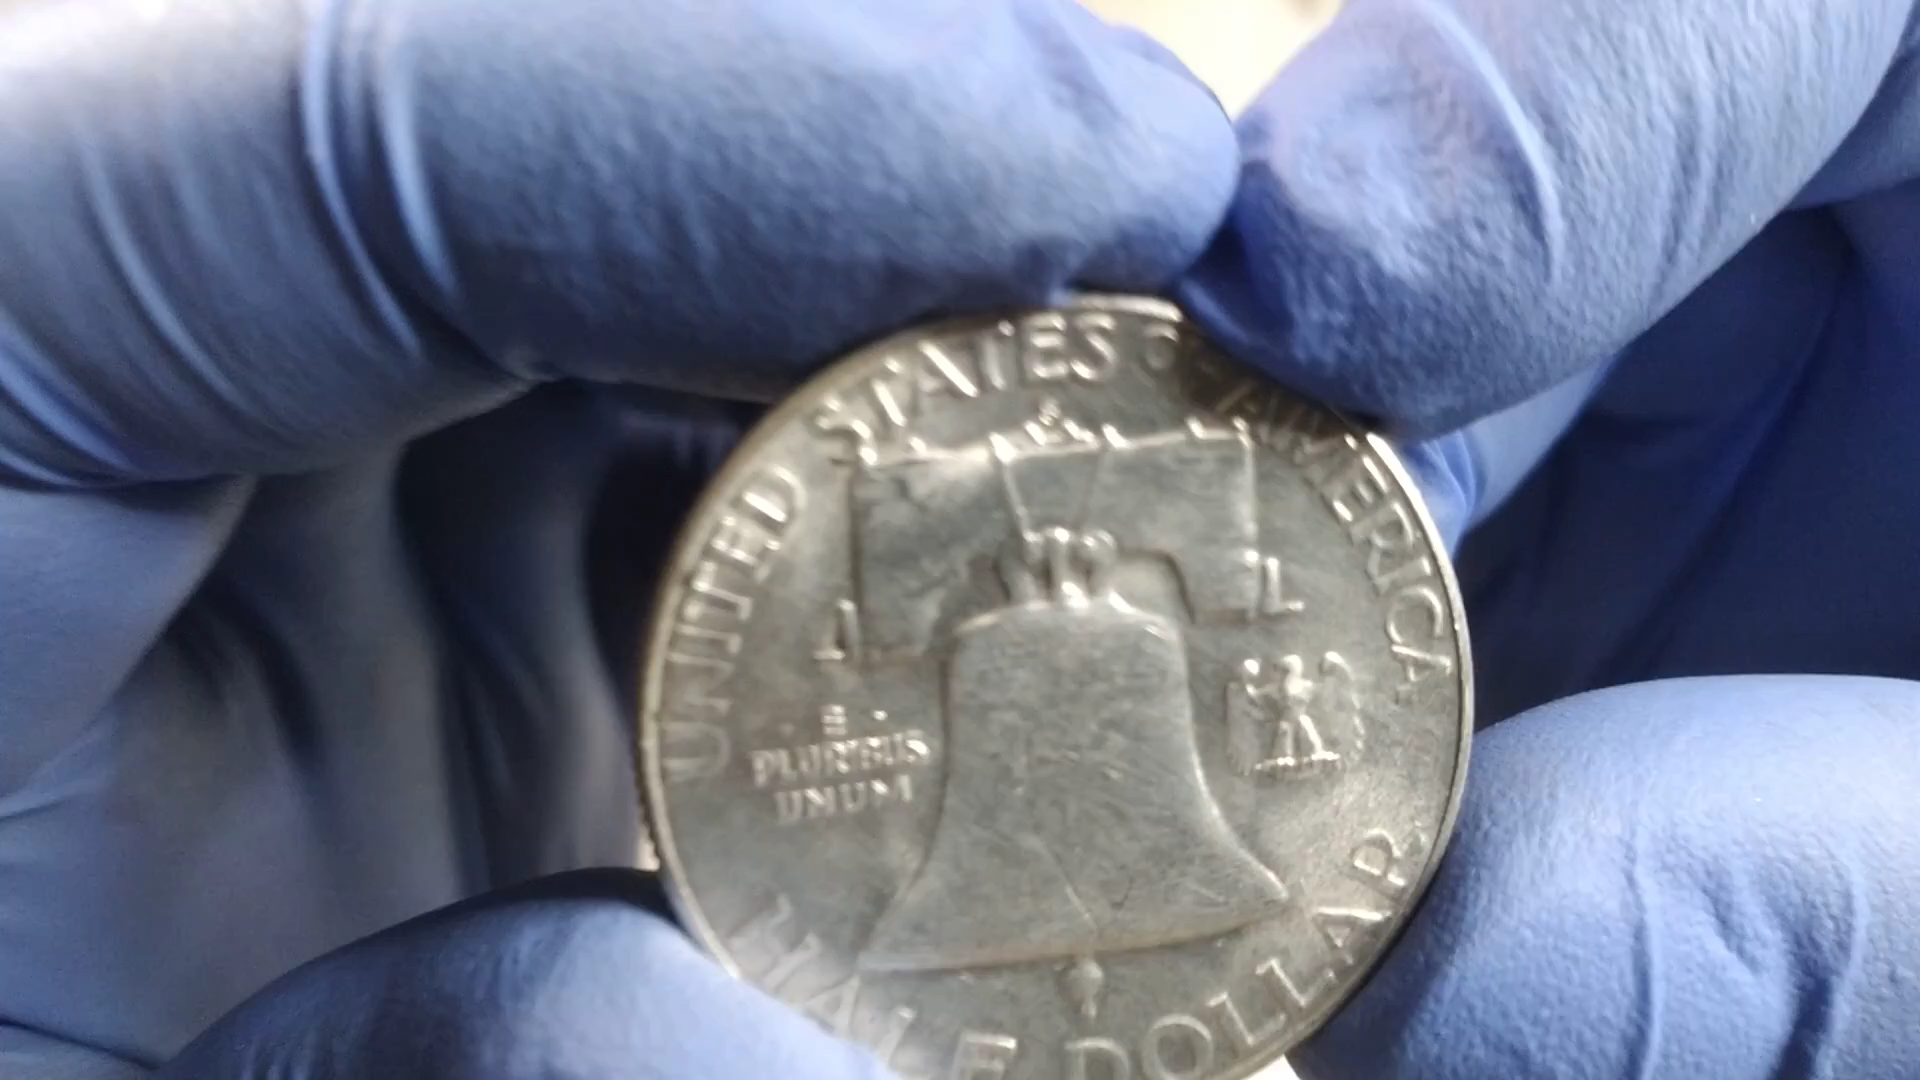 UNITED STATES OF AMERICA
E
PLURIBUS
UNUM
HALF DOLLAR